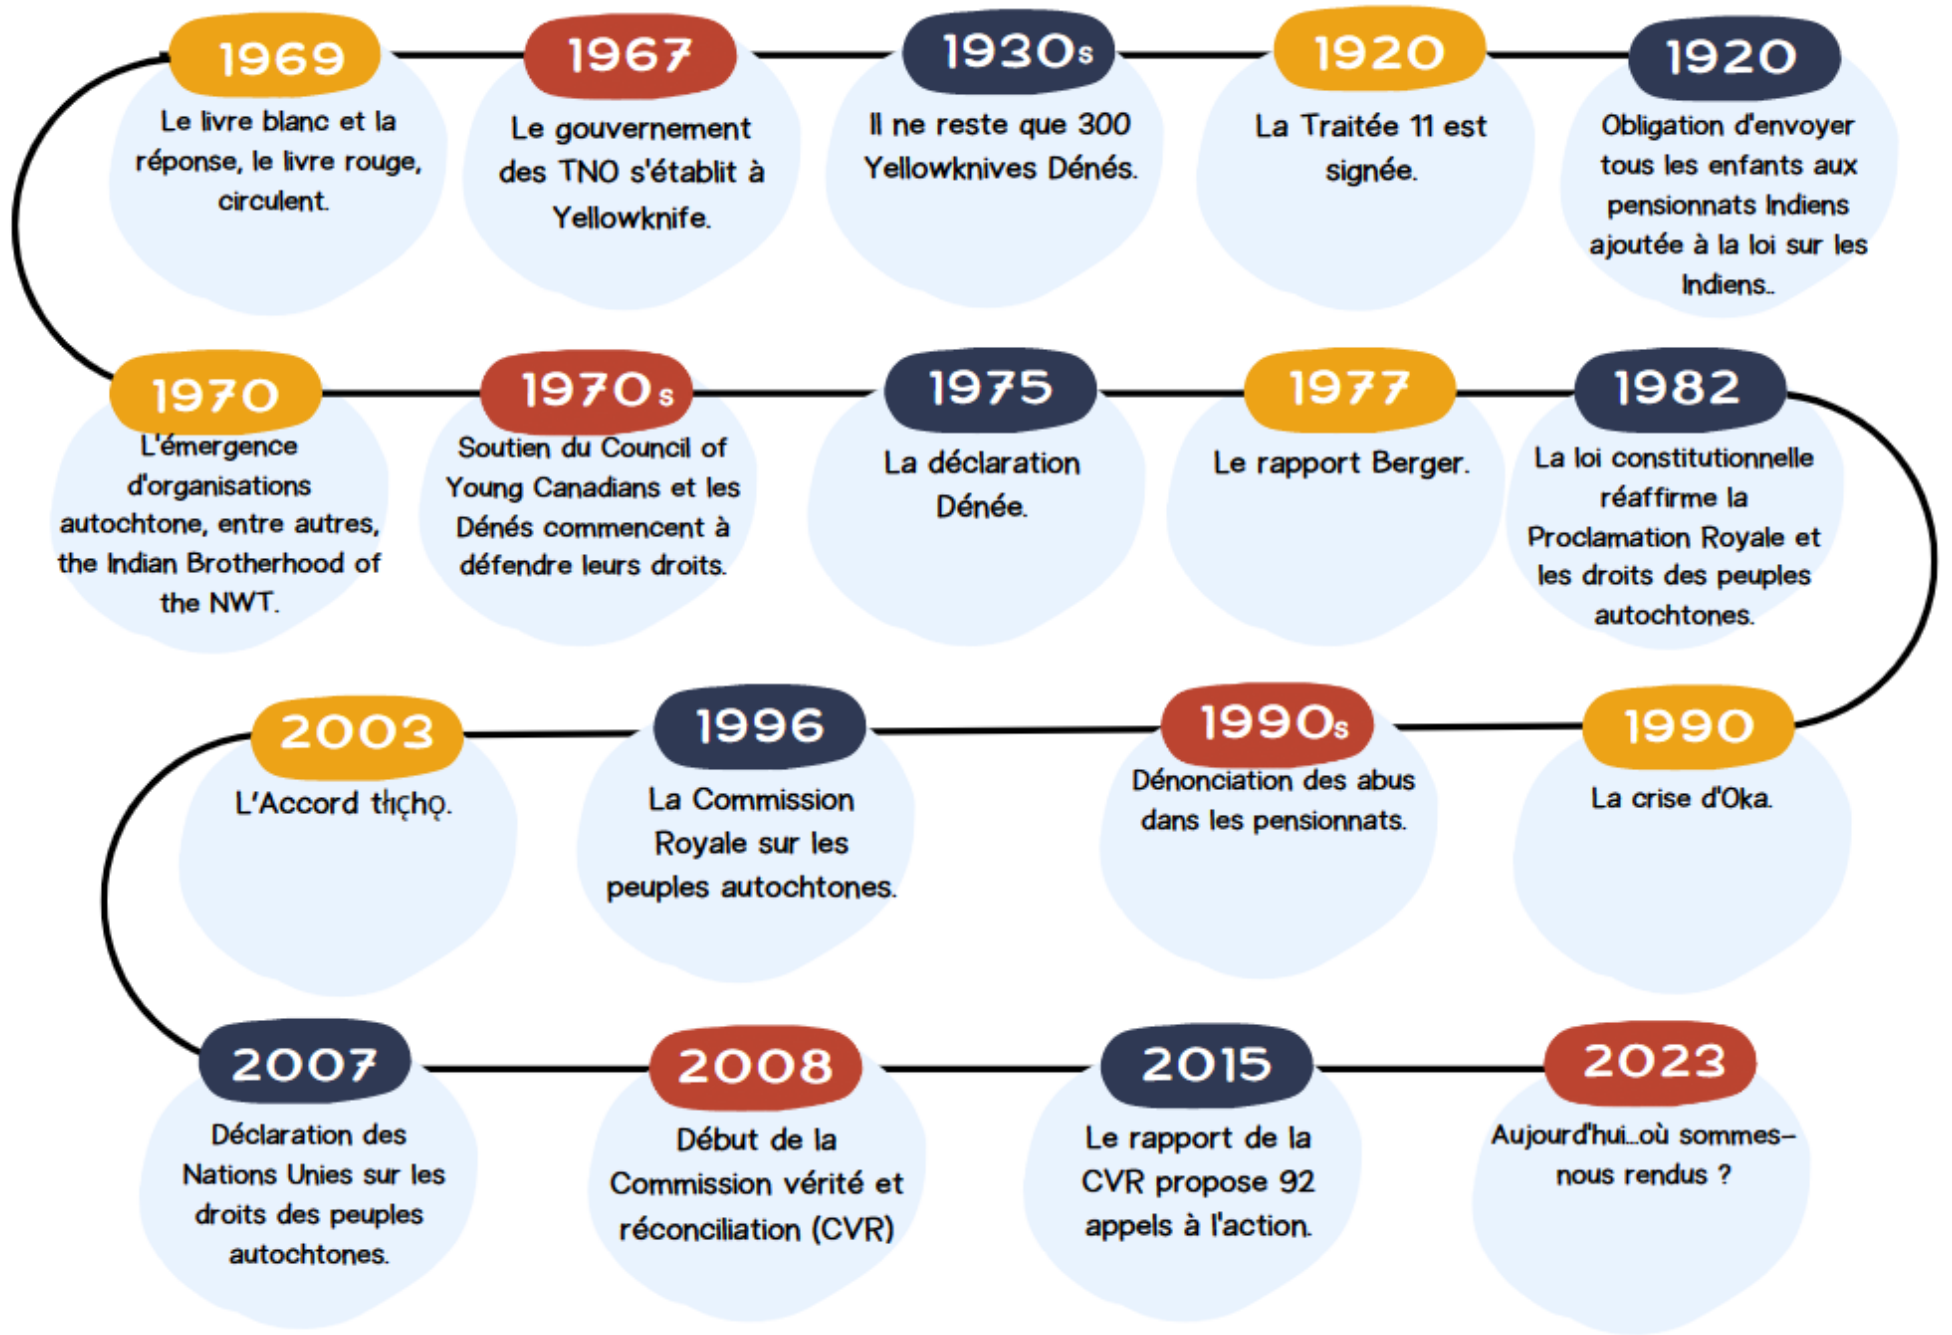 1969
Le livre blanc et la
réponse, le livre rouge,
circulent.
1967
Le gouvernement
des TNO s'établit à
Yellowknife.
1930s
Il ne reste que 300
Yellowknives Dénés.
1920
La Traitée 11 est
signée.
1920
Obligation d'envoyer
tous les enfants aux
pensionnats Indiens
ajoutée à la loi sur les
Indiens..
1970
L'émergence
d'organisations
autochtone, entre autres,
the Indian Brotherhood of
the NWT.
1970s
Soutien du Council of
Young Canadians et les
Dénés commencent à
défendre leurs droits.
1975
La déclaration
Dénée.
1977
Le rapport Berger.
1982
La loi constitutionnelle
réaffirme la
Proclamation Royale et
les droits des peuples
autochtones.
2003
L'Accord tłıçhǫ.
1996
La Commission
Royale sur les
peuples autochtones.
1990s
Dénonciation des abus
dans les pensionnats.
1990
La crise d'Oka.
2007
Déclaration des
Nations Unies sur les
droits des peuples
autochtones.
2008
Début de la
Commission vérité et
réconciliation (CVR)
2015
Le rapport de la
CVR propose 92
appels à l'action.
2023
Aujourd'hui...où sommes-
nous rendus ?